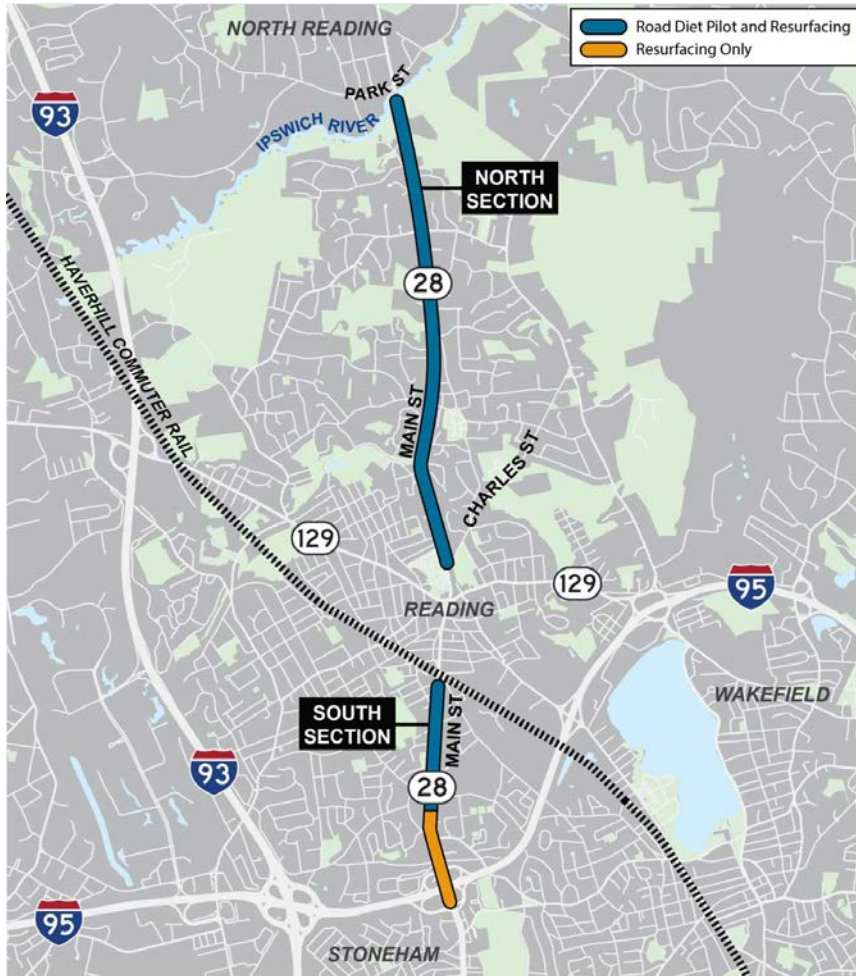 Road Diet Pilot and Resurfacing
Resurfacing Only
NORTH READING
PARK ST
93
IPSWICH RIVER
NORTH
SECTION
28
HAVERHILL COMMUTER RAIL
MAIN ST
CHARLES ST
129
129
95
READING
WAKEFIELD
SOUTH
SECTION
MAIN ST
93
28
95
STONEHAM